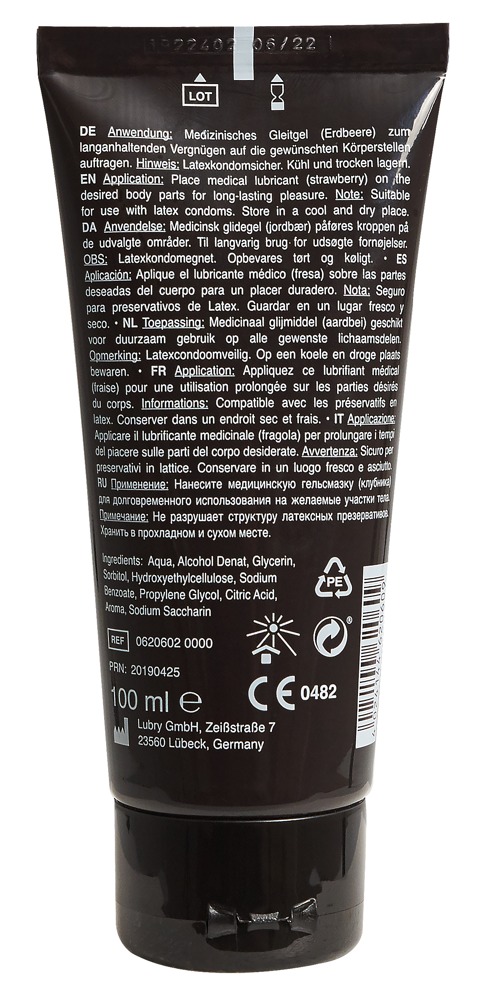 06/22
LOT
DE Anwendung: Medizinisches Gleitgel (Erdbeere) zum
langanhaltenden Vergnügen auf die gewünschten Körperstellen
auftragen. Hinweis: Latexkondomsicher. Kühl und trocken lagern.
EN Application: Place medical lubricant (strawberry) on the
desired body parts for long-lasting pleasure. Note: Suitable
for use with latex condoms. Store in a cool and dry place.
DA Anvendelse: Medicinsk glidegel (jordbær) påføres kroppen på
de udvalgte områder. Til langvarig brug for udsøgte fornøjelser.
OBS: Latexkondomegnet. Opbevares tørt og køligt. • ES
Aplicación: Aplique el lubricante médico (fresa) sobre las partes
deseadas del cuerpo para un placer duradero. Nota: Seguro
para preservativos de Latex. Guardar en un lugar fresco y
seco. • NL Toepassing: Medicinaal glijmiddel (aardbei) geschikt
voor duurzaam gebruik op alle gewenste lichaamsdelen.
Opmerking: Latexcondoomveilig. Op een koele en droge plaats
bewaren. • FR Application: Appliquez ce lubrifiant médical
(fraise) pour une utilisation prolongée sur les parties désirés
du corps. Informations: Compatible avec les préservatifs en
latex. Conserver dans un endroit sec et frais. • IT Applicazione:
Applicare il lubrificante medicinale (fragola) per prolungare i tempi
del piacere sulle parti del corpo desiderate. Avvertenza: Sicuro per
preservativi in lattice. Conservare in un luogo fresco e asciutto.
RU Применение: Нанесите медицинскую гельсмазку (клубника)
для долговременного использования на желаемые участки тела.
Примечание: Не разрушает структуру латексных презервативов.
Хранить в прохладном и сухом месте.
Ingredients: Aqua, Alcohol Denat, Glycerin,
Sorbitol, Hydroxyethylcellulose, Sodium
Benzoate, Propylene Glycol, Citric Acid,
Aroma, Sodium Saccharin
PE
REF 0620602 0000
®
PRN: 20190425
100 ml ℮
CE 0482
Lubry GmbH, Zeißstraße 7
23560 Lübeck, Germany